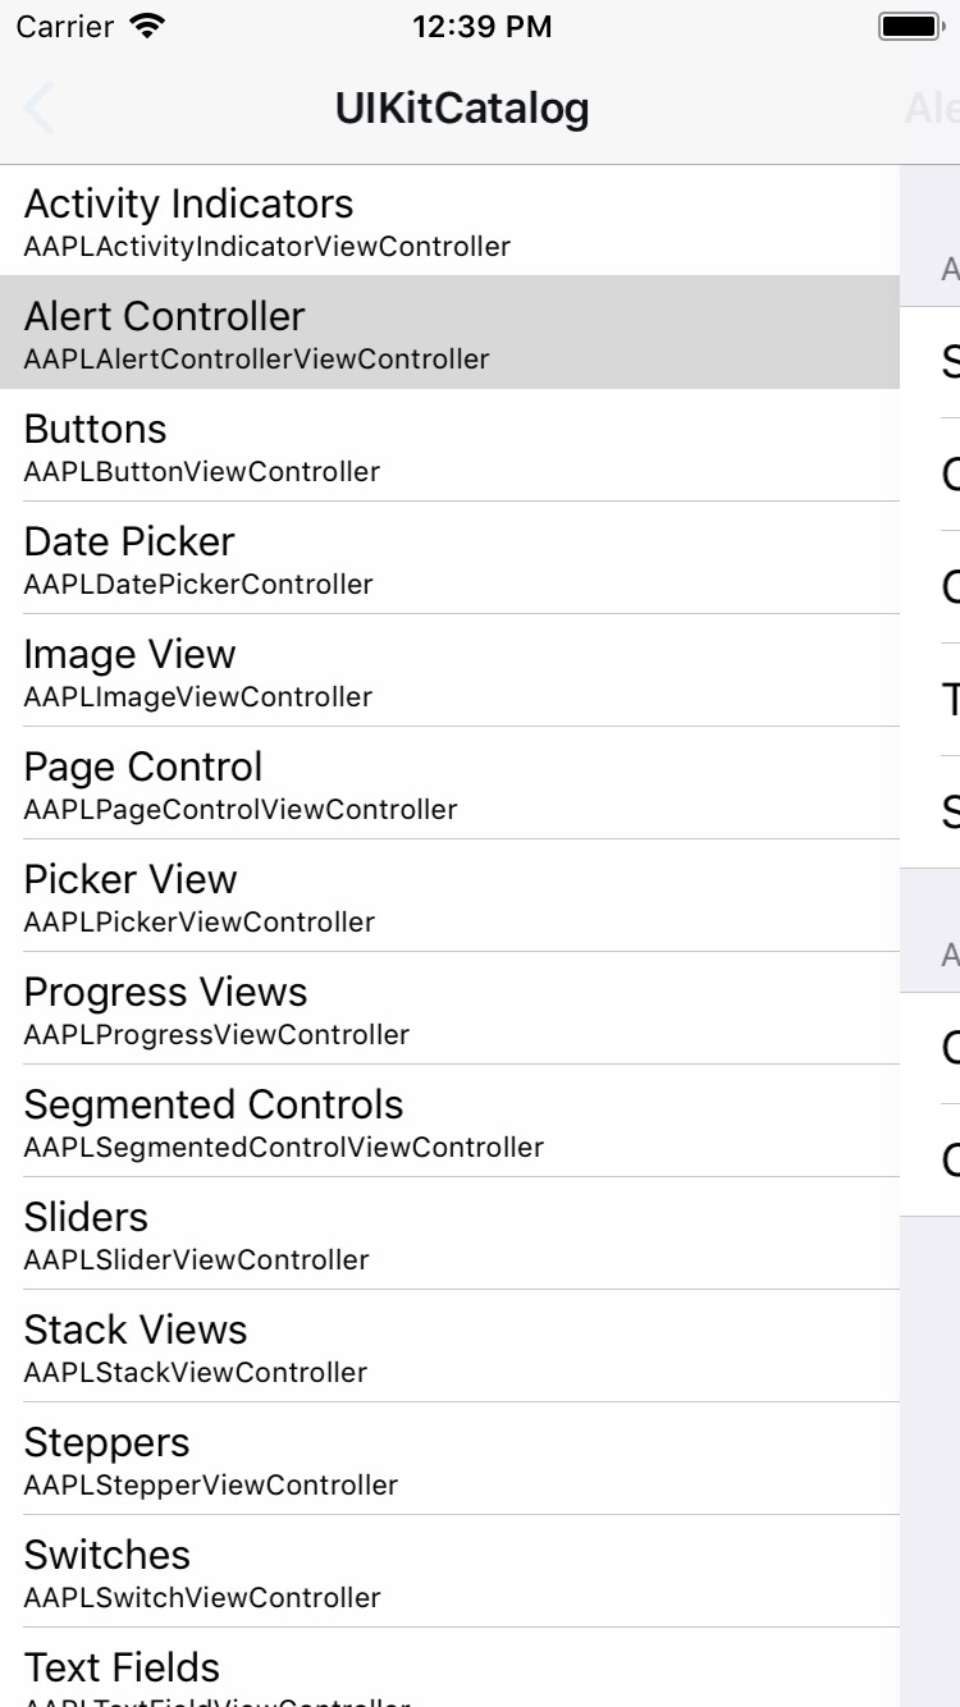 Carrier 12:39 PM
UIKitCatalog Ale
Activity Indicators
AAPLActivityIndicatorViewController
A
Alert Controller
AAPLAlertControllerViewController
S
Buttons
AAPLButtonViewController
C
Date Picker
AAPLDatePickerController
Image View
AAPLImageViewController
T
Page Control
AAPLPageControlViewController
S
Picker View
AAPLPickerViewController
A
Progress Views
AAPLProgressViewController
Segmented Controls
AAPLSegmentedControlViewController
Sliders
AAPLSliderViewController
Stack Views
AAPLStackViewController
Steppers
AAPLStepperViewController
Switches
AAPLSwitchViewController
Text Fields
AAPLTextFieldViewController